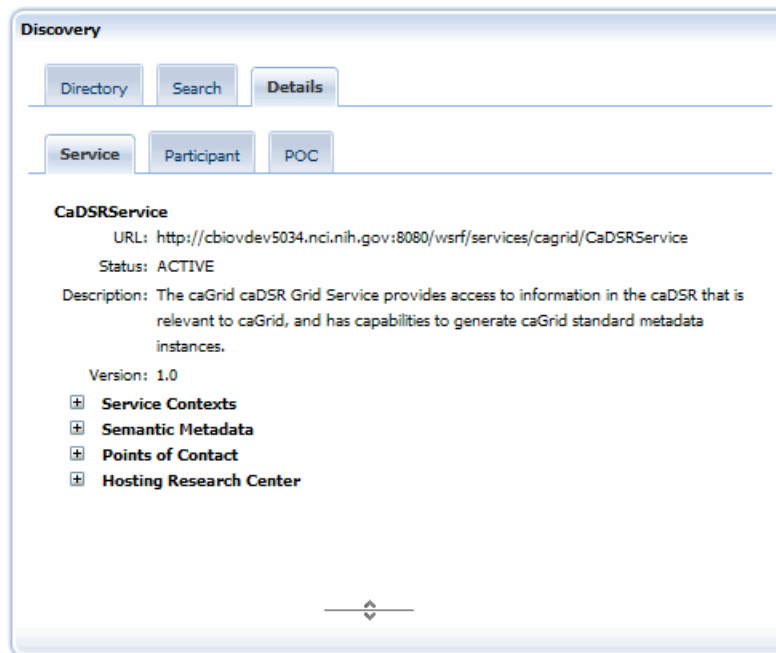 Discovery
Directory Search Details
Service Participant POC
CaDSRService
URL: http://cbiovdev5034.nci.nih.gov:8080/wsrf/services/cagrid/CaDSRService
Status: ACTIVE
Description: The caGrid caDSR Grid Service provides access to information in the caDSR that is
relevant to caGrid, and has capabilities to generate caGrid standard metadata
instances.
Version: 1.0
Service Contexts
Semantic Metadata
Points of Contact
Hosting Research Center